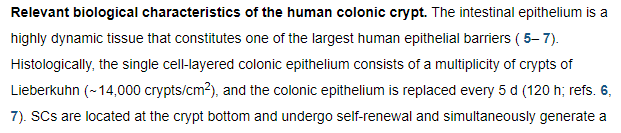 Relevant biological characteristics of the human colonic crypt. The intestinal epithelium is a
highly dynamic tissue that constitutes one of the largest human epithelial barriers ( 5– 7).
Histologically, the single cell-layered colonic epithelium consists of a multiplicity of crypts of
Lieberkuhn (~14,000 crypts/cm2), and the colonic epithelium is replaced every 5 d (120 h; refs. 6,
7). SCs are located at the crypt bottom and undergo self-renewal and simultaneously generate a